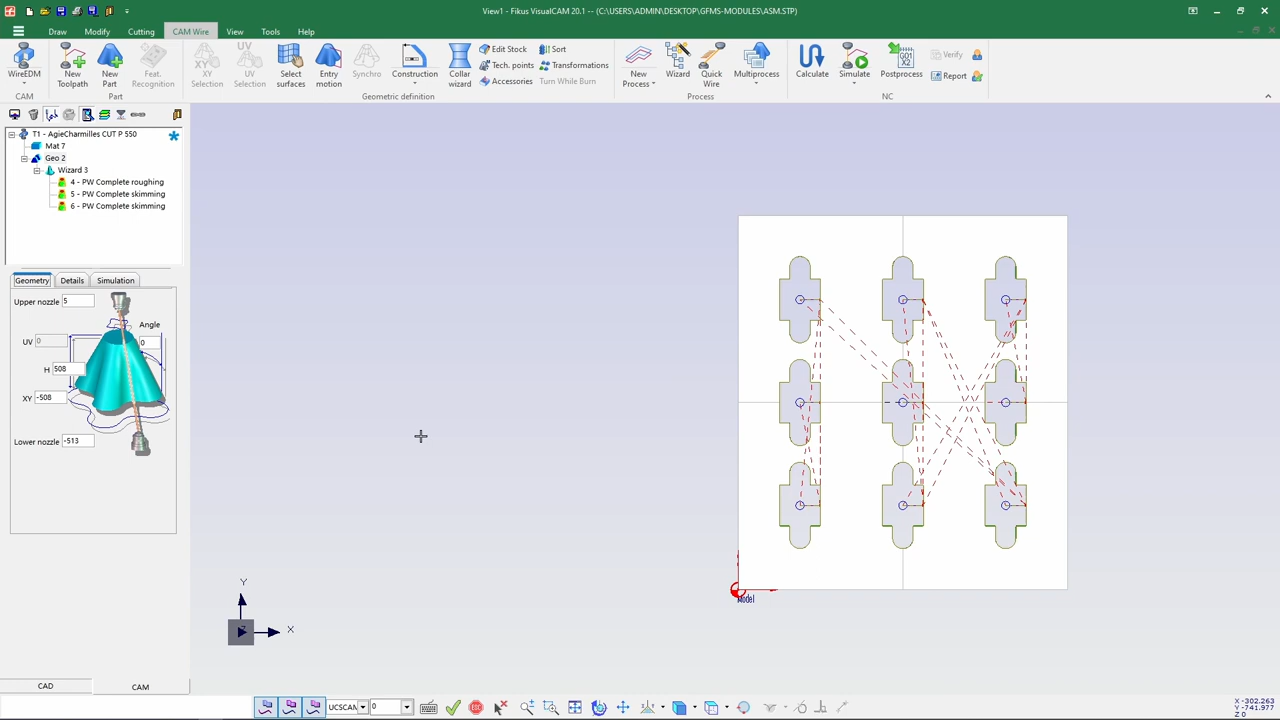 View1 - Fikus VisualCAM 20.1 -- (C:\USERS\ADMIN\DESKTOP\GFMS-MODULES\ASM.STP)
Draw Modify Cutting CAM Wire View Tools Help
WireEDM
CAM
New Toolpath
New Part
Feat. Recognition
Part
XY Selection
UV Selection
Select surfaces
Entry motion
Synchro
Construction
Collar wizard
Edit Stock
Tech. points
Accessories
Sort
Transformations
Turn While Burn
Geometric definition
New Process
Wizard
Quick Wire
Multiprocess
Process
Calculate
Simulate
Postprocess
Verify
Report
NC
T1 - AgieCharmilles CUT P 550
Mat 7
Geo 2
Wizard 3
4 - PW Complete roughing
5 - PW Complete skimming
6 - PW Complete skimming
Geometry Details Simulation
Upper nozzle 5
Angle
UV 0
0
H 508
XY -508
Lower nozzle -513
Model
Y
X
CAD CAM
UCSCAN 0
X -302.263
Y -741.977
Z 0